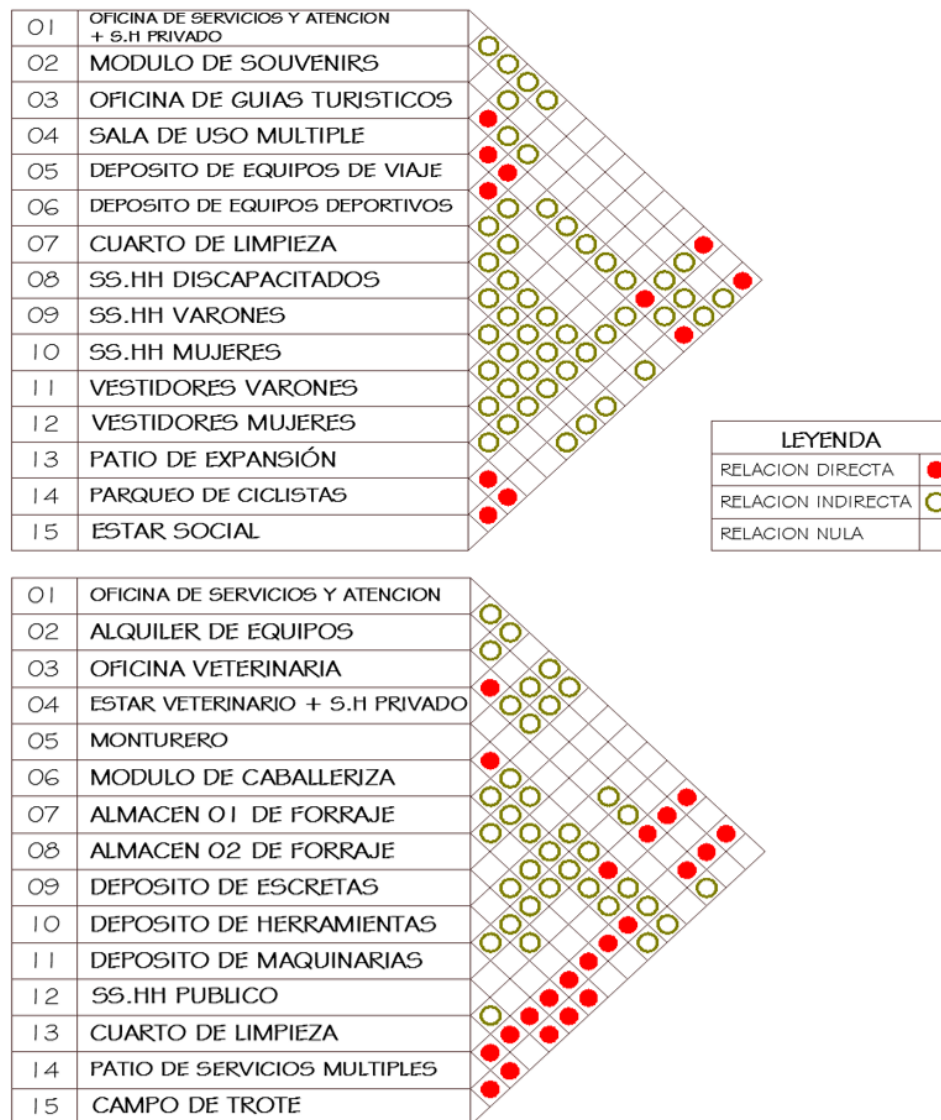 01 OFICINA DE SERVICIOS Y ATENCION
+ S.H PRIVADO
02 MODULO DE SOUVENIRS
03 OFICINA DE GUIAS TURISTICOS
04 SALA DE USO MULTIPLE
05 DEPOSITO DE EQUIPOS DE VIAJE
06 DEPOSITO DE EQUIPOS DEPORTIVOS
07 CUARTO DE LIMPIEZA
08 SS.HH DISCAPACITADOS
09 SS.HH VARONES
10 SS.HH MUJERES
11 VESTIDORES VARONES
12 VESTIDORES MUJERES
13 PATIO DE EXPANSIÓN
14 PARQUEO DE CICLISTAS
15 ESTAR SOCIAL
LEYENDA
RELACION DIRECTA
RELACION INDIRECTA
RELACION NULA
01 OFICINA DE SERVICIOS Y ATENCION
02 ALQUILER DE EQUIPOS
03 OFICINA VETERINARIA
04 ESTAR VETERINARIO + S.H PRIVADO
05 MONTURERO
06 MODULO DE CABALLERIZA
07 ALMACEN 01 DE FORRAJE
08 ALMACEN 02 DE FORRAJE
09 DEPOSITO DE ESCRETAS
10 DEPOSITO DE HERRAMIENTAS
11 DEPOSITO DE MAQUINARIAS
12 SS.HH PUBLICO
13 CUARTO DE LIMPIEZA
14 PATIO DE SERVICIOS MULTIPLES
15 CAMPO DE TROTE